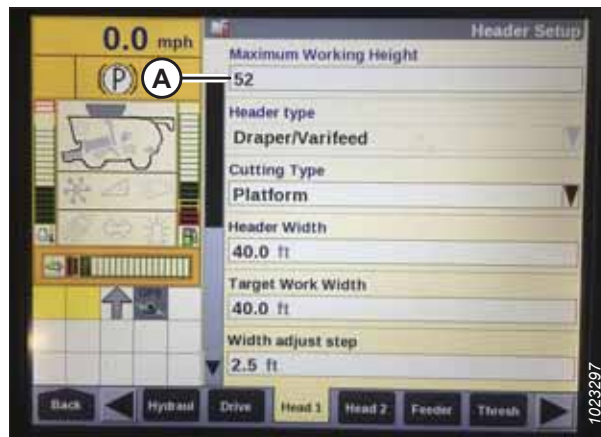 0.0 mph
Header Setup
Maximum Working Height
(P)
A
52
Header type
Draper/Varifeed
Cutting Type
Platform
Header Width
40.0 ft
Target Work Width
40.0 ft
Width adjust step
2.5 ft
Back
Hydraul
Drive
Head 1
Head 2
Feeder
Thresh
1023297